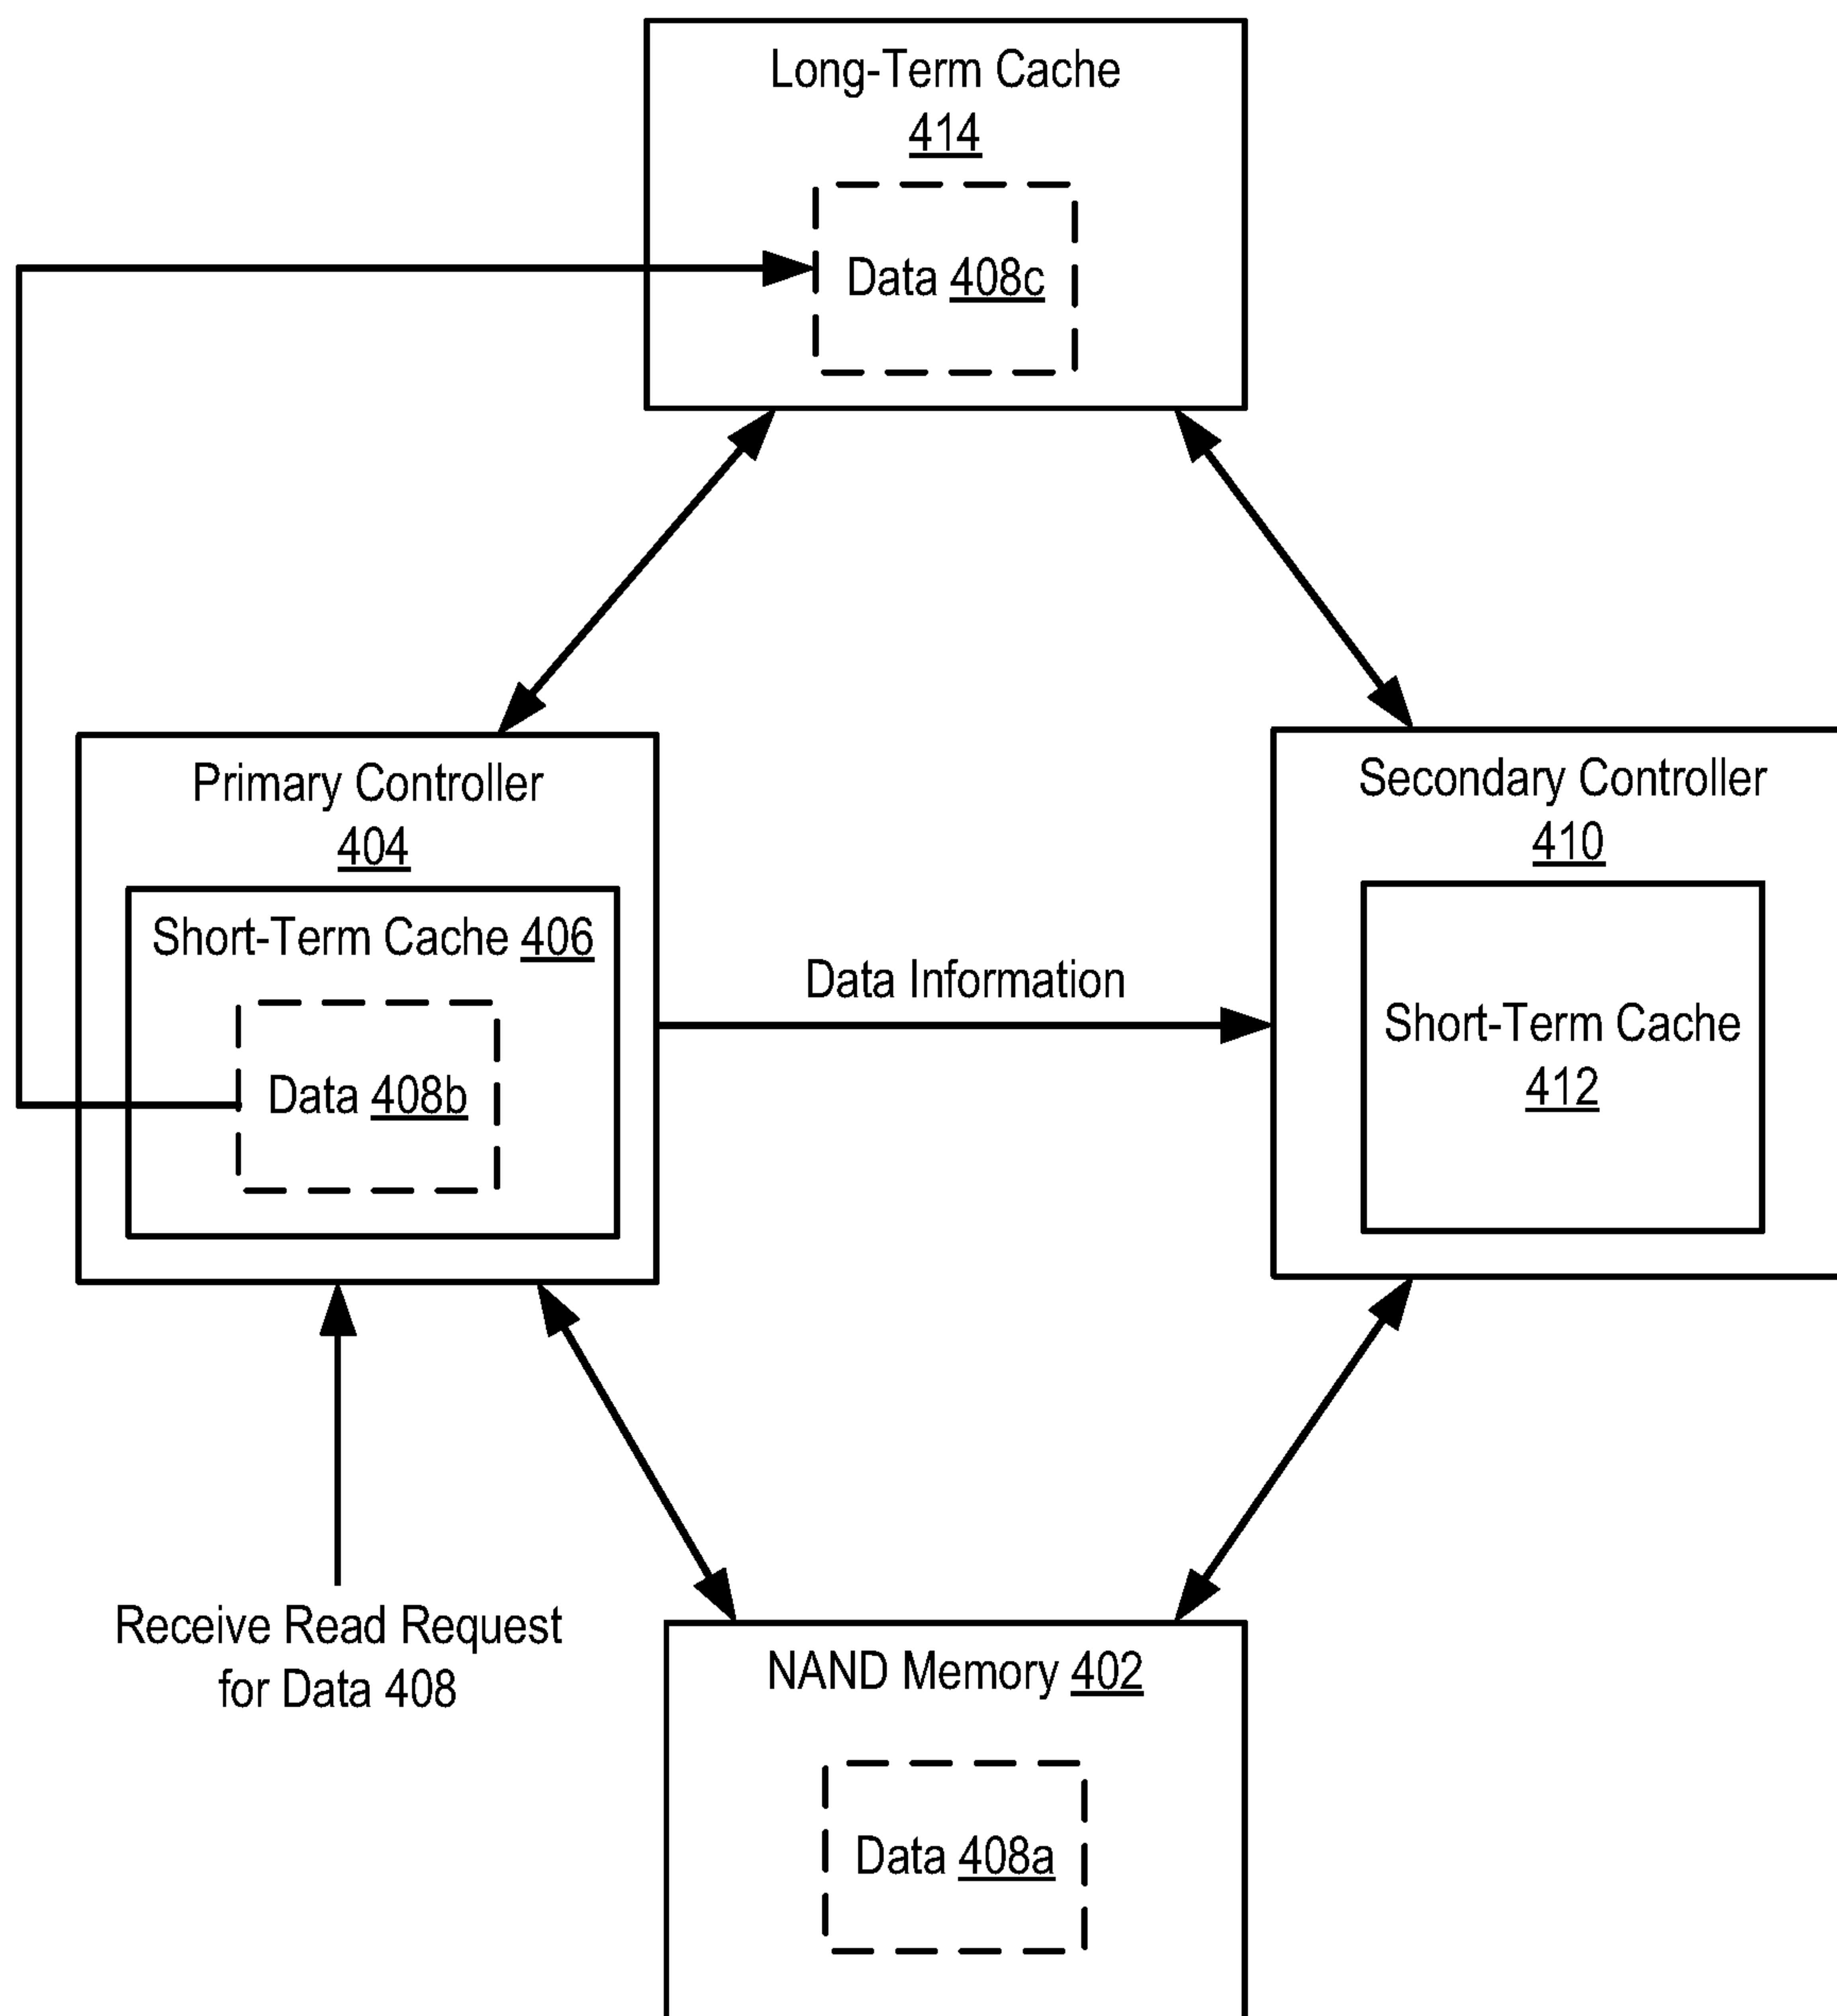 Long-Term Cache
414
Data 408c
Primary Controller
404
Short-Term Cache 406
Data 408b
Data Information
Secondary Controller
410
Short-Term Cache
412
Receive Read Request
for Data 408
NAND Memory 402
Data 408a